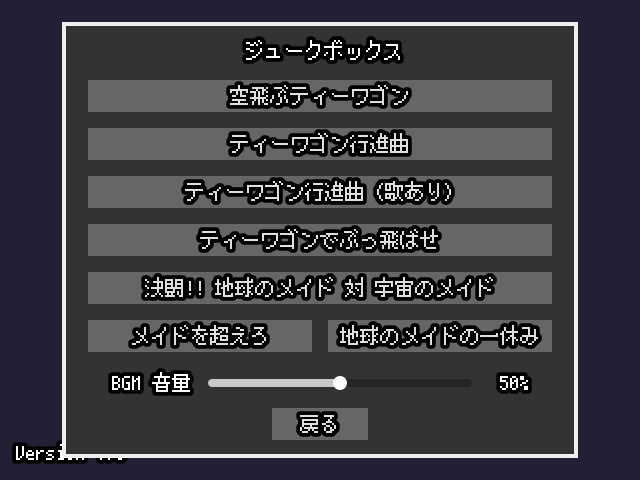 ジュークボックス
空飛ぶティーワゴン
ティーワゴン行進曲
ティーワゴン行進曲 (歌あり)
ティーワゴンでぶっ飛ばせ
決闘!! 地球のメイド 対 宇宙のメイド
メイドを超えろ 地球のメイドの一休み
BGM 音量 50%
戻る